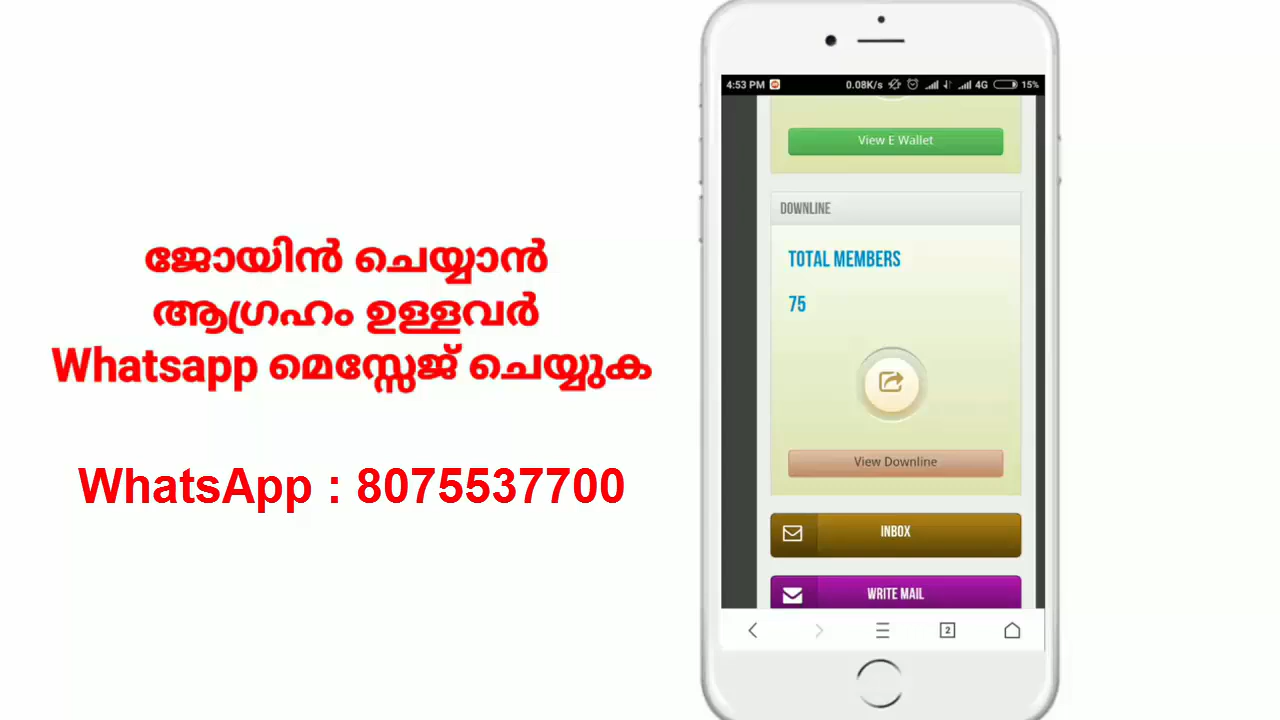 ജോയിൻ ചെയ്യാൻ
ആഗ്രഹം ഉള്ളവർ
Whatsapp മെസ്സേജ് ചെയ്യുക
WhatsApp : 8075537700
4:53 PM 0.08K/s 4G 15%
View E Wallet
DOWNLINE
TOTAL MEMBERS
75
View Downline
INBOX
WRITE MAIL
2